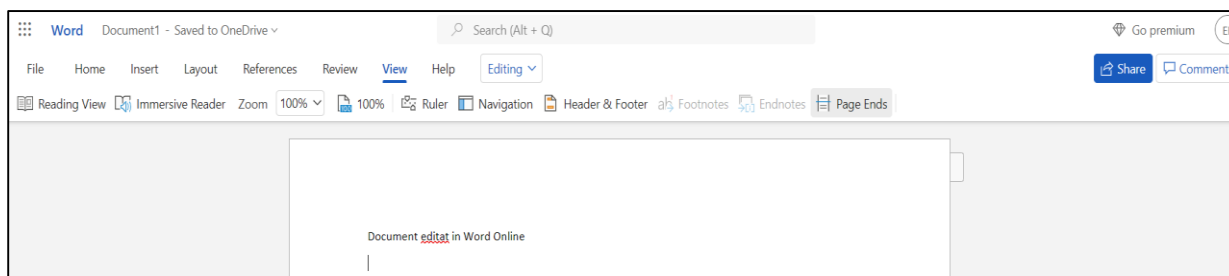 Word Document1 - Saved to OneDrive Search (Alt + Q) Go premium
File Home Insert Layout References Review View Help Editing Share Comment
Reading View Immersive Reader Zoom 100% 100% Ruler Navigation Header & Footer Footnotes Endnotes Page Ends
Document editat in Word Online